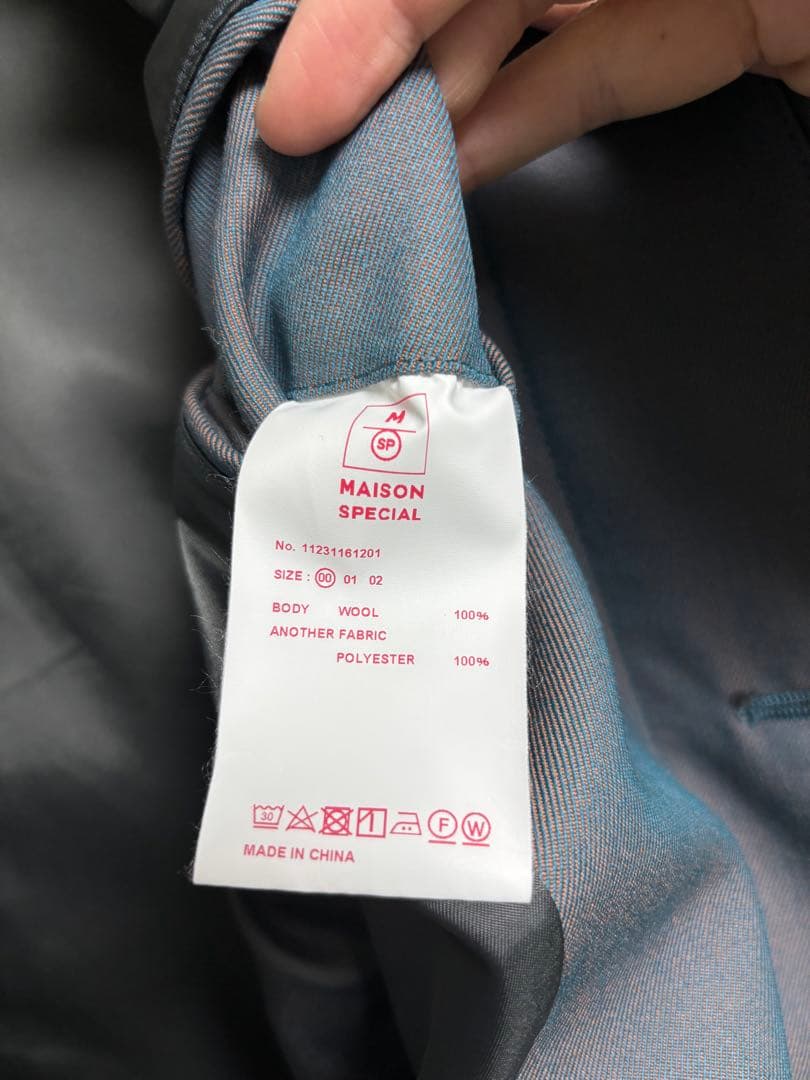 M
SP
MAISON
SPECIAL
No. 11231161201
SIZE : 00 01 02
BODY WOOL 100%
ANOTHER FABRIC
POLYESTER 100%
30 F W
MADE IN CHINA